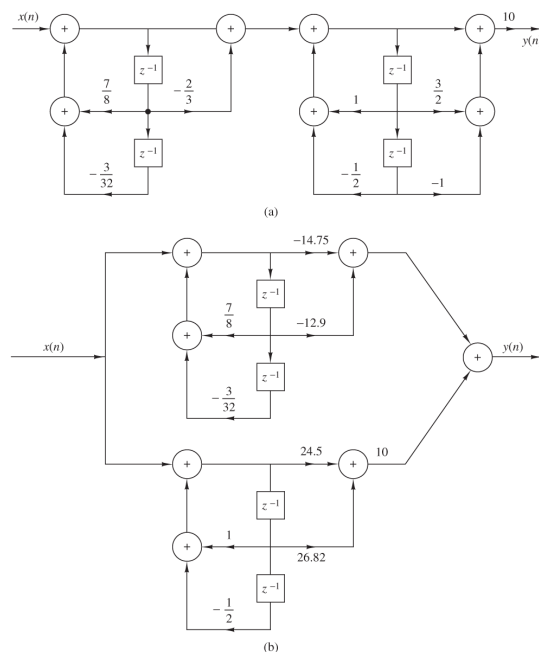 x(n)
10
y(n
z⁻¹
z⁻¹
7/8
−2/3
1
3/2
z⁻¹
z⁻¹
−3/32
−1/2
−1
(a)
−14.75
z⁻¹
7/8
−12.9
x(n)
y(n)
z⁻¹
−3/32
24.5
10
z⁻¹
1
26.82
z⁻¹
−1/2
(b)